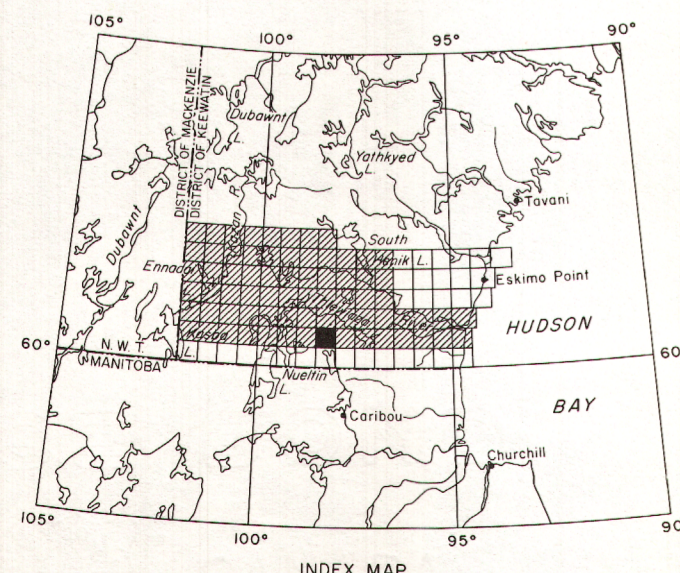 105°
100°
95°
90°
DISTRICT OF MACKENZIE
DISTRICT OF KEEWATIN
Dubawnt
L.
Yathkyed
L.
R.
Tavani
Dubawnt
Kazan
R.
South
Henik L.
Ennadai
Eskimo Point
HUDSON
Kasba
L.
60°
N. W. T.
MANITOBA
60
Nueltin
L.
Caribou
BAY
Churchill
105°
100°
95°
90
INDEX MAP